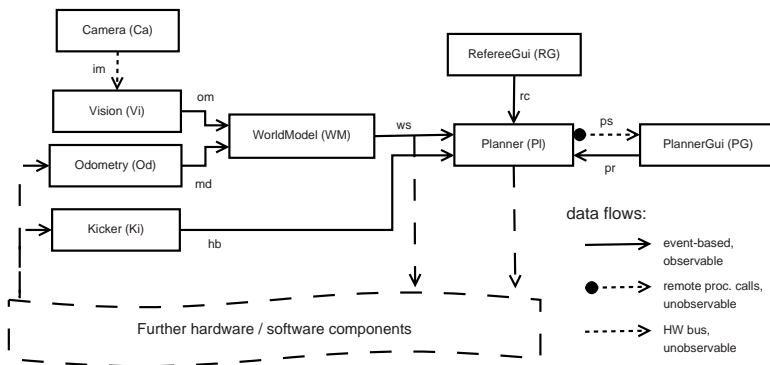 Camera (Ca)
im
Vision (Vi)
om
Odometry (Od)
md
Kicker (Ki)
hb
WorldModel (WM)
ws
RefereeGui (RG)
rc
Planner (Pl)
ps
pr
PlannerGui (PG)
data flows:
event-based,
observable
remote proc. calls,
unobservable
HW bus,
unobservable
Further hardware / software components